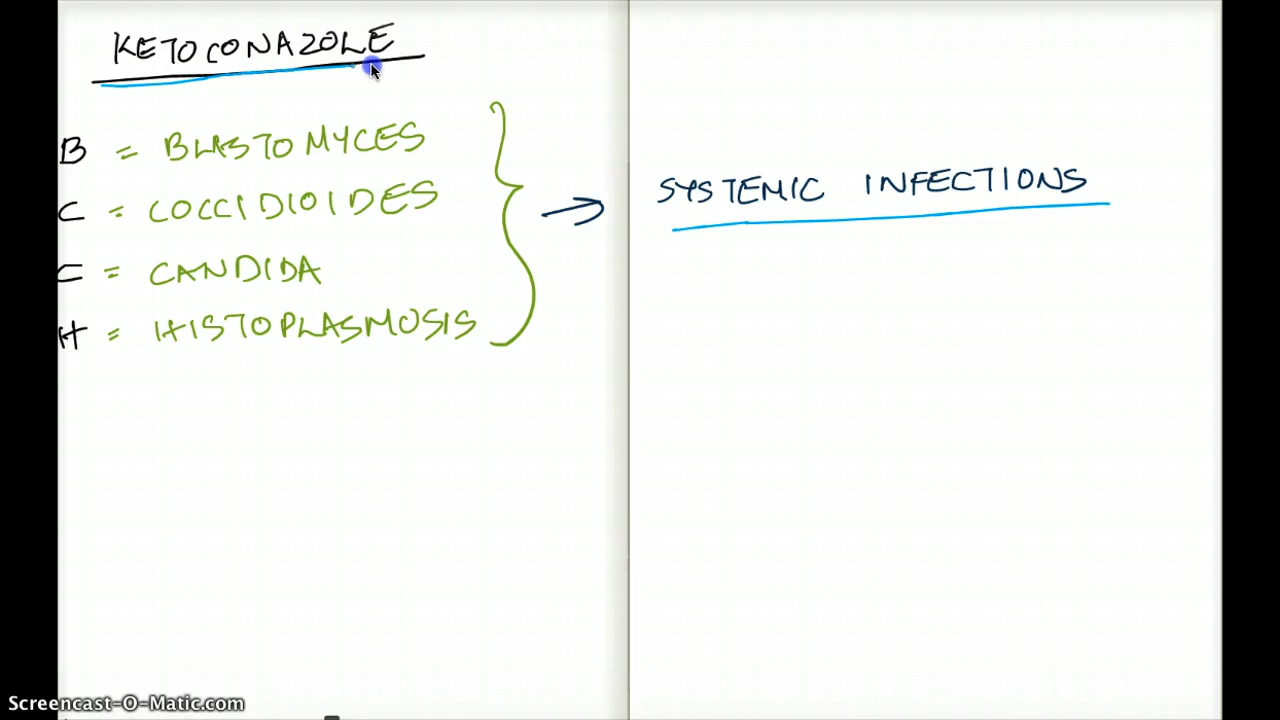 KETOCONAZOLE
B = BLASTOMYCES
C = COCCIDIOIDES
C = CANDIDA
H = HISTOPLASMOSIS
→ SYSTEMIC INFECTIONS
Screencast-O-Matic.com